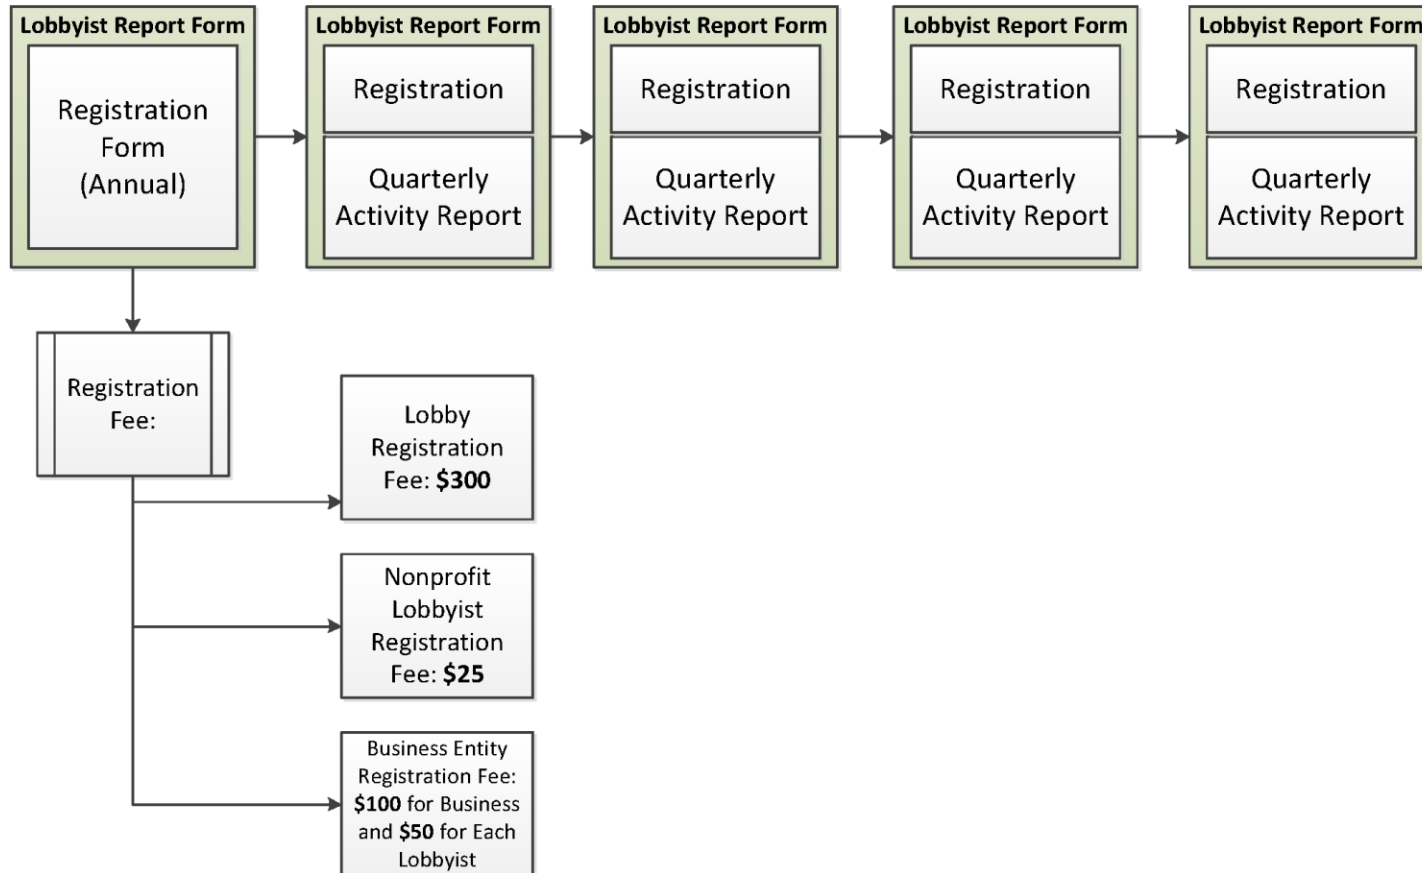 Lobbyist Report Form
Registration
Form
(Annual)
Lobbyist Report Form
Registration
Quarterly
Activity Report
Lobbyist Report Form
Registration
Quarterly
Activity Report
Lobbyist Report Form
Registration
Quarterly
Activity Report
Lobbyist Report Form
Registration
Quarterly
Activity Report
Registration
Fee:
Lobby
Registration
Fee: $300
Nonprofit
Lobbyist
Registration
Fee: $25
Business Entity
Registration Fee:
$100 for Business
and $50 for Each
Lobbyist